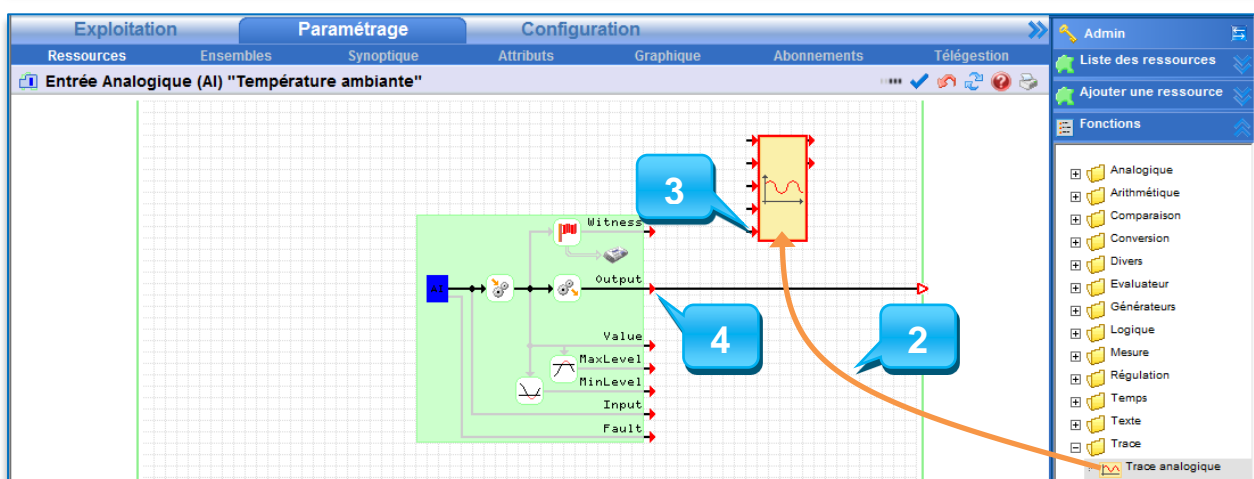 Exploitation Paramétrage Configuration
Ressources Ensembles Synoptique Attributs Graphique Abonnements Télégestion
Entrée Analogique (AI) "Température ambiante"
Admin
Liste des ressources
Ajouter une ressource
Fonctions
Analogique
Arithmétique
Comparaison
Conversion
Divers
Evaluateur
Générateurs
Logique
Mesure
Régulation
Temps
Texte
Trace
Trace analogique
3
Witness
AI
Output
4
2
Value
MaxLevel
MinLevel
Input
Fault